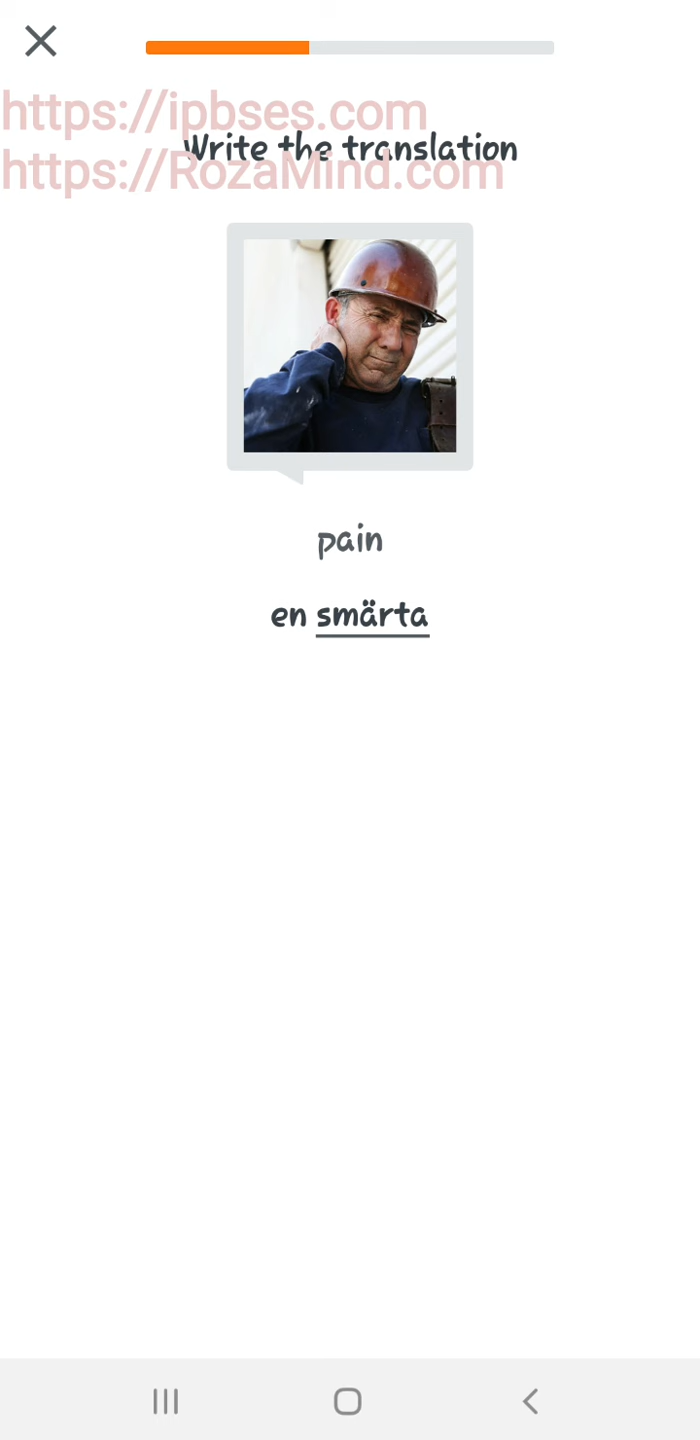 https://ipbses.com
Write the translation
https://RozaMind.com
pain
en smärta